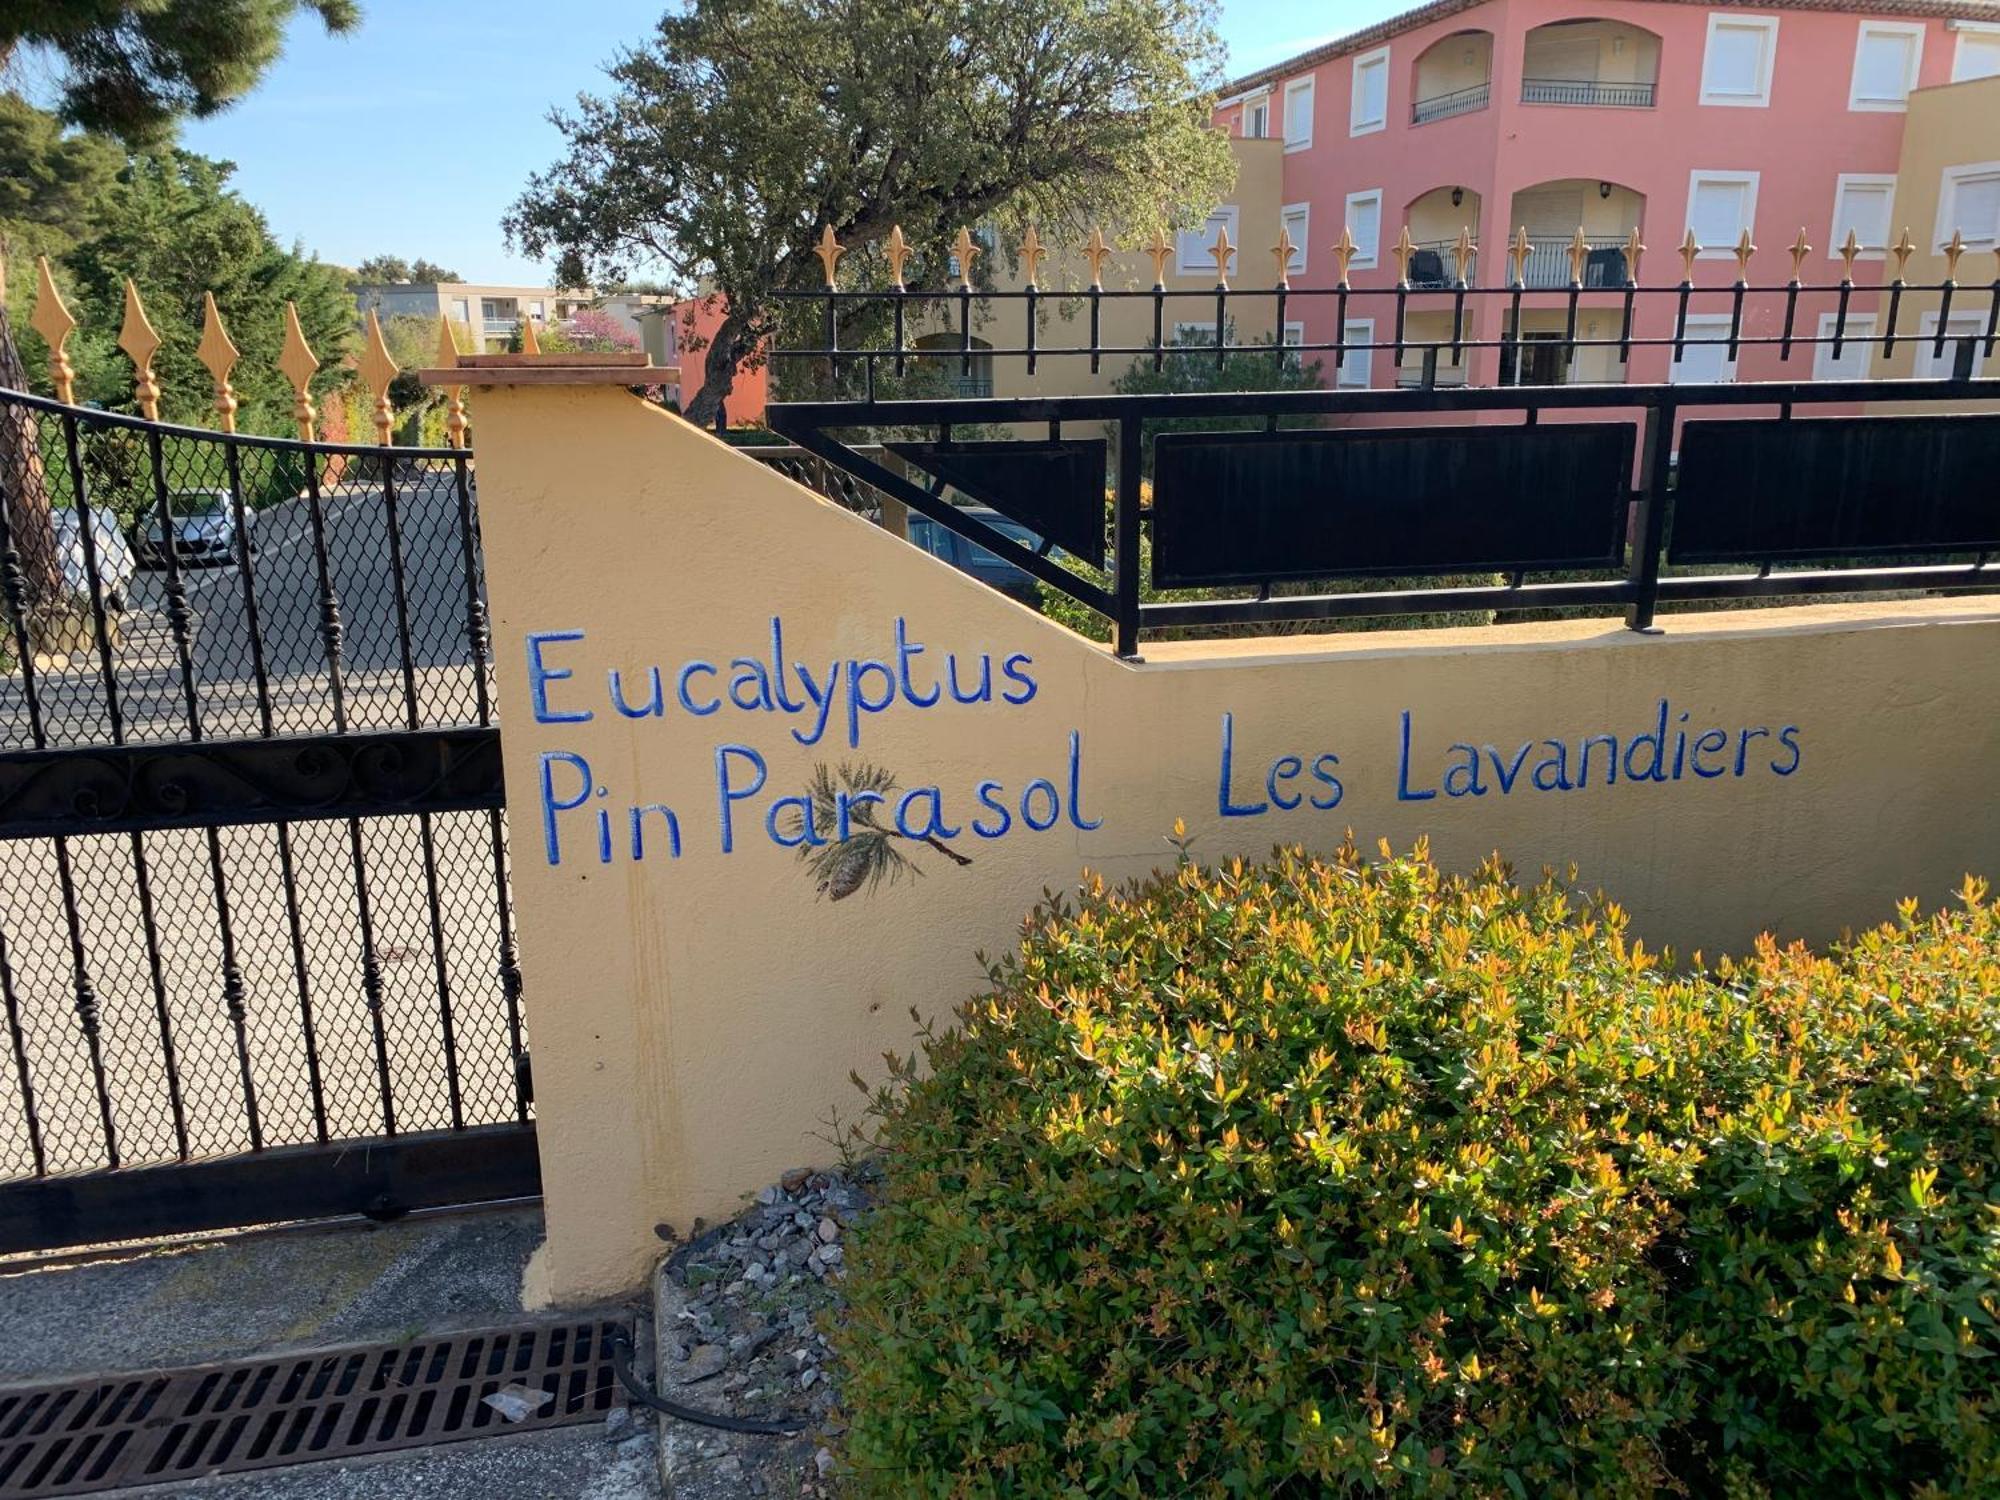 Eucalyptus
Pin Parasol
Les Lavandiers